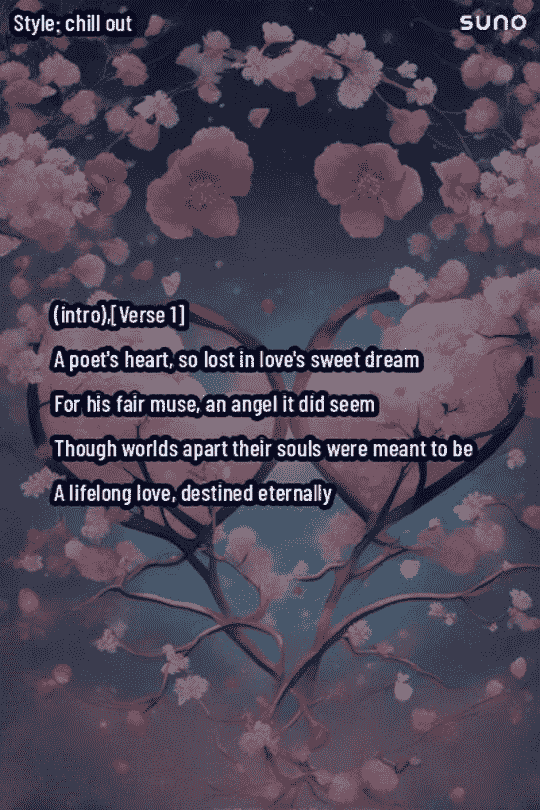 Style: chill out
SUNO
(intro),[Verse 1]
A poet's heart, so lost in love's sweet dream
For his fair muse, an angel it did seem
Though worlds apart their souls were meant to be
A lifelong love, destined eternally